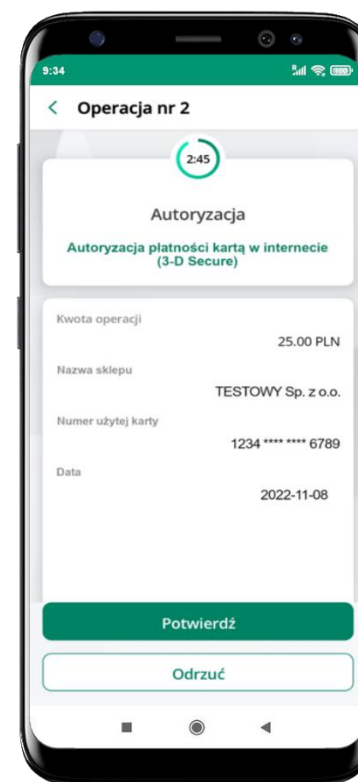 9:34
Operacja nr 2
2:45
Autoryzacja
Autoryzacja płatności kartą w internecie
(3-D Secure)
Kwota operacji
25.00 PLN
Nazwa sklepu
TESTOWY Sp. z o.o.
Numer użytej karty
1234 **** **** 6789
Data
2022-11-08
Potwierdź
Odrzuć